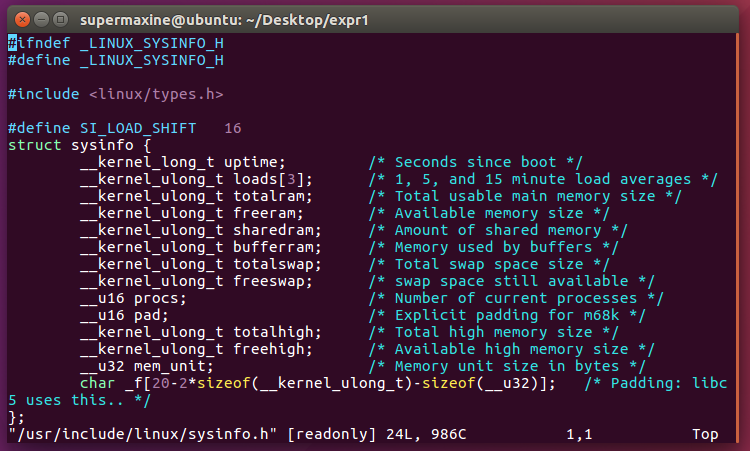 supermaxine@ubuntu: ~/Desktop/expr1
#ifndef _LINUX_SYSINFO_H
#define _LINUX_SYSINFO_H
#include <linux/types.h>
#define SI_LOAD_SHIFT   16
struct sysinfo {
        __kernel_long_t uptime;         /* Seconds since boot */
        __kernel_ulong_t loads[3];      /* 1, 5, and 15 minute load averages */
        __kernel_ulong_t totalram;      /* Total usable main memory size */
        __kernel_ulong_t freeram;       /* Available memory size */
        __kernel_ulong_t sharedram;     /* Amount of shared memory */
        __kernel_ulong_t bufferram;     /* Memory used by buffers */
        __kernel_ulong_t totalswap;     /* Total swap space size */
        __kernel_ulong_t freeswap;      /* swap space still available */
        __u16 procs;                    /* Number of current processes */
        __u16 pad;                      /* Explicit padding for m68k */
        __kernel_ulong_t totalhigh;     /* Total high memory size */
        __kernel_ulong_t freehigh;      /* Available high memory size */
        __u32 mem_unit;                 /* Memory unit size in bytes */
        char _f[20-2*sizeof(__kernel_ulong_t)-sizeof(__u32)];   /* Padding: libc
5 uses this.. */
};
"/usr/include/linux/sysinfo.h" [readonly] 24L, 986C           1,1           Top